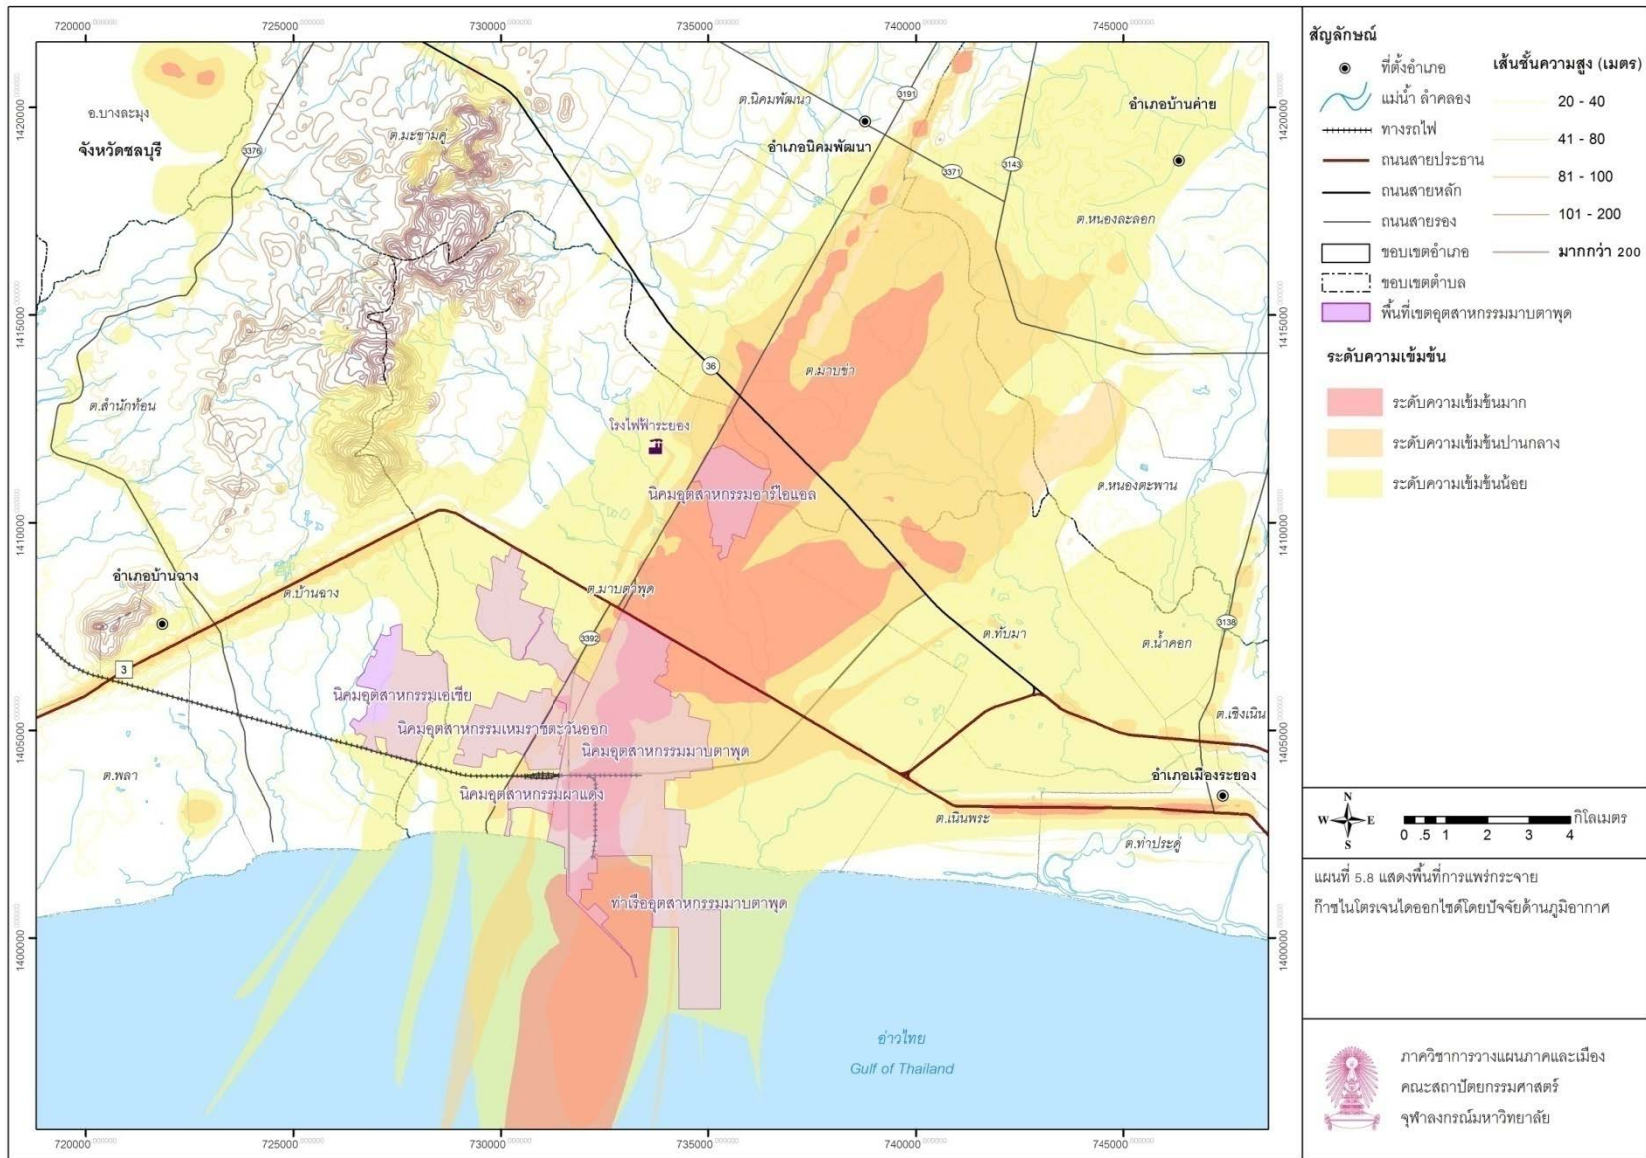 720000
725000
730000
735000
740000
745000
1420000
1415000
1410000
1405000
1400000
1420000
1415000
1410000
1405000
1400000
อ.บางละมุง
จังหวัดชลบุรี
3376
ต.มะขามคู่
ต.นิคมพัฒนา
อำเภอนิคมพัฒนา
3191
3371
3143
อำเภอบ้านค่าย
ต.หนองละลอก
36
ต.มาบข่า
ต.สำนักท้อน
โรงไฟฟ้าระยอง
นิคมอุตสาหกรรมอาร์ไอแอล
ต.หนองตะพาน
อำเภอบ้านฉาง
ต.บ้านฉาง
ต.มาบตาพุด
3392
ต.ทับมา
ต.น้ำคอก
3138
3
นิคมอุตสาหกรรมเอเซีย
นิคมอุตสาหกรรมเหมราชตะวันออก
นิคมอุตสาหกรรมมาบตาพุด
ต.เชิงเนิน
ต.พลา
นิคมอุตสาหกรรมผาแดง
อำเภอเมืองระยอง
ต.เนินพระ
ต.ท่าประดู่
ท่าเรืออุตสาหกรรมมาบตาพุด
อ่าวไทย
Gulf of Thailand
720000
725000
730000
735000
740000
745000
สัญลักษณ์
ที่ตั้งอำเภอ
แม่น้ำ ลำคลอง
ทางรถไฟ
ถนนสายประธาน
ถนนสายหลัก
ถนนสายรอง
ขอบเขตอำเภอ
ขอบเขตตำบล
พื้นที่เขตอุตสาหกรรมมาบตาพุด
เส้นชั้นความสูง (เมตร)
20 - 40
41 - 80
81 - 100
101 - 200
มากกว่า 200
ระดับความเข้มข้น
ระดับความเข้มข้นมาก
ระดับความเข้มข้นปานกลาง
ระดับความเข้มข้นน้อย
N
W E
S
0 .5 1 2 3 4 กิโลเมตร
แผนที่ 5.8 แสดงพื้นที่การแพร่กระจาย
ก๊าซไนโตรเจนไดออกไซด์โดยปัจจัยด้านภูมิอากาศ
ภาควิชาการวางแผนภาคและเมือง
คณะสถาปัตยกรรมศาสตร์
จุฬาลงกรณ์มหาวิทยาลัย